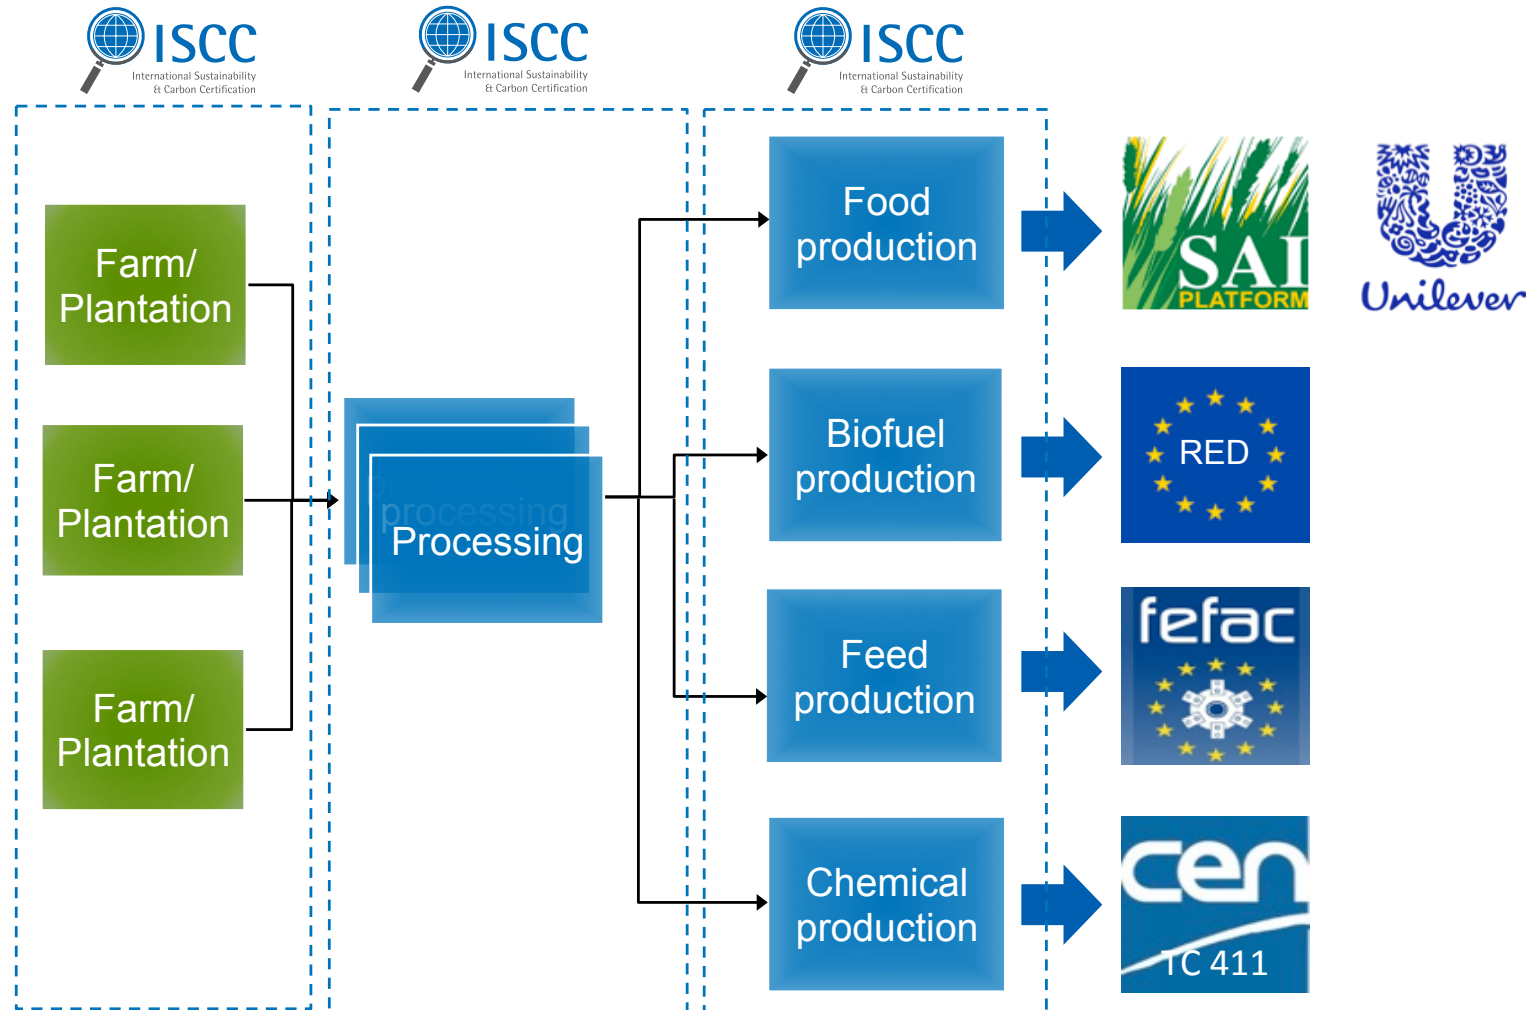 ISCC
International Sustainability
& Carbon Certification
ISCC
International Sustainability
& Carbon Certification
ISCC
International Sustainability
& Carbon Certification
Farm/
Plantation
Farm/
Plantation
Farm/
Plantation
processing
Processing
Food
production
Biofuel
production
Feed
production
Chemical
production
SAI
PLATFORM
Unilever
RED
fefac
cen
TC 411